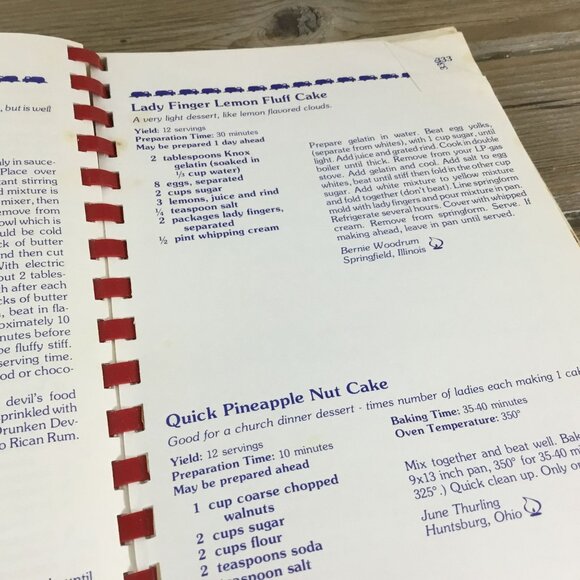 , but is well
ly in sauce-
Place over
tant stirring
d mixture is
mixer, then
emove from
owl which is
ould be cold
ck of butter
nd then cut
With electric
out 2 tables-
h after each
cks of butter
, beat in fla-
oximately 10
nutes before
be fluffy stiff.
serving time.
od or choco-
devil's food
sprinkled with
Drunken Dev-
o Rican Rum.
until
333
Lady Finger Lemon Fluff Cake
A very light dessert, like lemon flavored clouds.
Yield: 12 servings
Preparation Time: 30 minutes
May be prepared 1 day ahead
2 tablespoons Knox
gelatin (soaked in
⅓ cup water)
8 eggs, separated
2 cups sugar
3 lemons, juice and rind
¼ teaspoon salt
2 packages lady fingers,
separated
½ pint whipping cream
Prepare gelatin in water. Beat egg yolks,
(separate from whites), with 1 cup sugar, until
light. Add juice and grated rind. Cook in double
boiler until thick. Remove from your LP gas
stove. Add gelatin and cool. Add salt to egg
whites, beat until stiff then fold in the other cup
sugar. Add white mixture to yellow mixture
and fold together (don't beat). Line springform
mold with lady fingers and pour mixture in pan.
Refrigerate several hours. Cover with whipped
cream. Remove from springform. Serve. If
making ahead, leave in pan until served.
Bernie Woodrum
Springfield, Illinois
Quick Pineapple Nut Cake
Good for a church dinner dessert - times number of ladies each making 1 cak
Yield: 12 servings
Preparation Time: 10 minutes
May be prepared ahead
Baking Time: 35-40 minutes
Oven Temperature: 350°
1 cup coarse chopped
walnuts
2 cups sugar
2 cups flour
2 teaspoons soda
teaspoon salt
Mix together and beat well. Bak
9x13 inch pan, 350° for 35-40 mi
325°.) Quick clean up. Only or
June Thurling
Huntsburg, Ohio